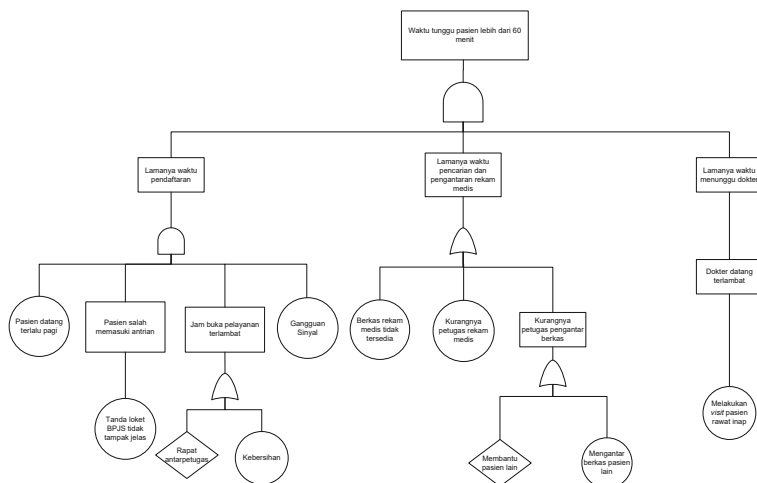 Waktu tunggu pasien lebih dari 60
menit
Lamanya waktu
pendaftaran
Lamanya waktu
pencarian dan
pengantaran rekam
medis
Lamanya waktu
menunggu dokter
Pasien datang
terlalu pagi
Pasien salah
memasuki antrian
Jam buka pelayanan
terlambat
Gangguan
Sinyal
Berkas rekam
medis tidak
tersedia
Kurangnya
petugas rekam
medis
Kurangnya
petugas pengantar
berkas
Dokter datang
terlambat
Tanda loket
BPJS tidak
tampak jelas
Rapat
antarpetugas
Kebersihan
Membantu
pasien lain
Mengantar
berkas pasien
lain
Melakukan
visit pasien
rawat inap